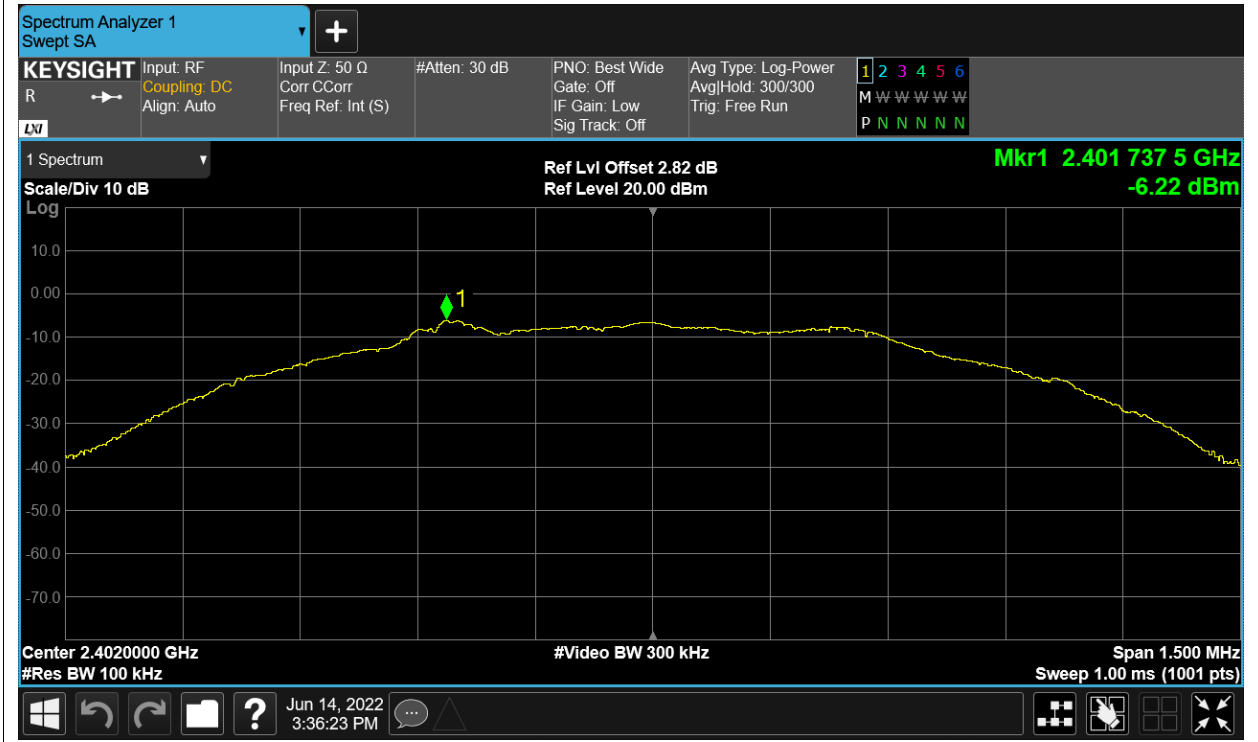 Spectrum Analyzer 1
Swept SA
KEYSIGHT
R
LXI
Input: RF
Coupling: DC
Align: Auto
Input Z: 50 Ω
Corr CCorr
Freq Ref: Int (S)
#Atten: 30 dB
PNO: Best Wide
Gate: Off
IF Gain: Low
Sig Track: Off
Avg Type: Log-Power
Avg|Hold: 300/300
Trig: Free Run
1 2 3 4 5 6
M W W W W W
P N N N N N
1 Spectrum
Scale/Div 10 dB
Log
Ref Lvl Offset 2.82 dB
Ref Level 20.00 dBm
Mkr1 2.401 737 5 GHz
-6.22 dBm
1
10.0
0.00
-10.0
-20.0
-30.0
-40.0
-50.0
-60.0
-70.0
Center 2.4020000 GHz
#Video BW 300 kHz
Span 1.500 MHz
#Res BW 100 kHz
Sweep 1.00 ms (1001 pts)
?
Jun 14, 2022
3:36:23 PM